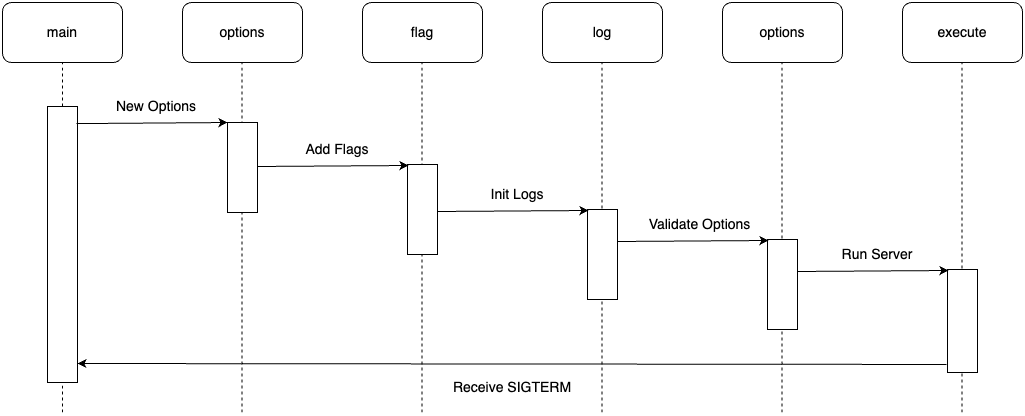 main
options
flag
log
options
execute
New Options
Add Flags
Init Logs
Validate Options
Run Server
Receive SIGTERM